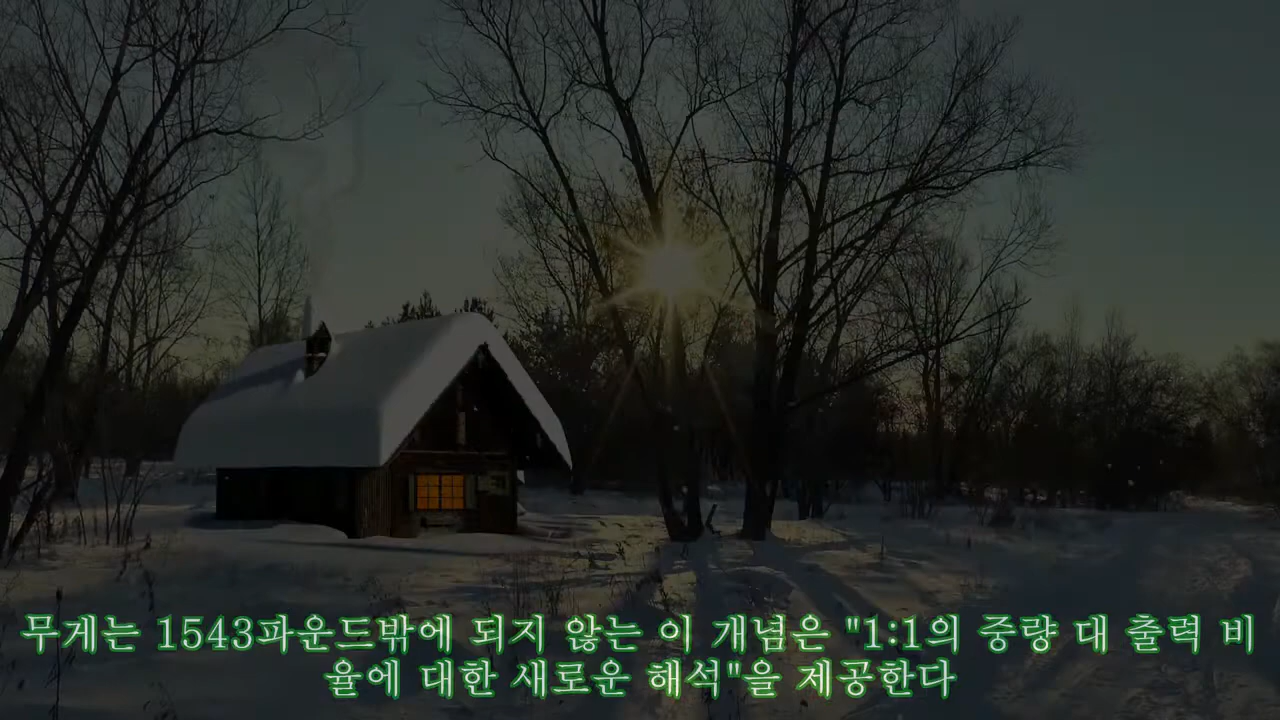 무게는 1543파운드밖에 되지 않는 이 개념은 "1:1의 중량 대 출력 비
율에 대한 새로운 해석"을 제공한다